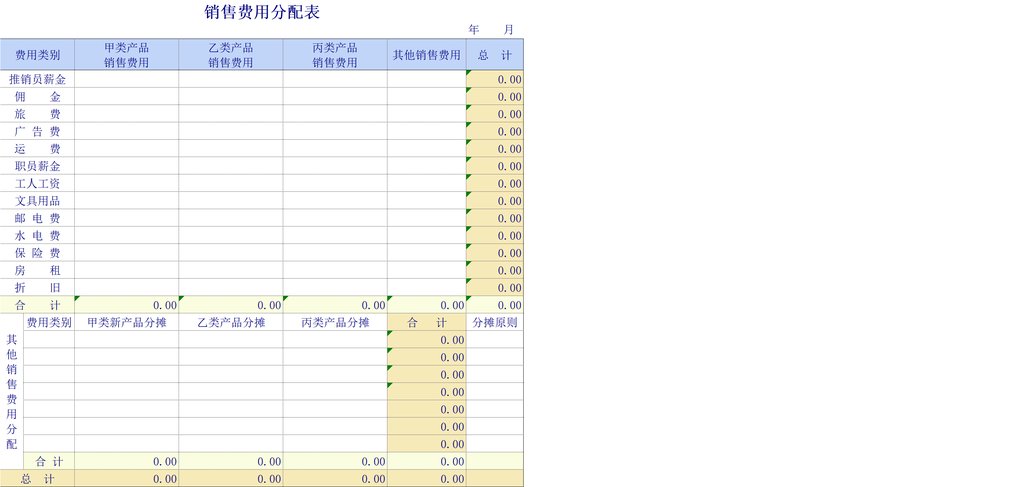 销售费用分配表
年 月
费用类别 甲类产品销售费用 乙类产品销售费用 丙类产品销售费用 其他销售费用 总 计
推销员薪金 0.00
佣 金 0.00
旅 费 0.00
广 告 费 0.00
运 费 0.00
职员薪金 0.00
工人工资 0.00
文具用品 0.00
邮 电 费 0.00
水 电 费 0.00
保 险 费 0.00
房 租 0.00
折 旧 0.00
合 计 0.00 0.00 0.00 0.00 0.00
其他销售费用分配
费用类别 甲类新产品分摊 乙类产品分摊 丙类产品分摊 合 计 分摊原则
0.00
0.00
0.00
0.00
0.00
0.00
0.00
合 计 0.00 0.00 0.00 0.00
总 计 0.00 0.00 0.00 0.00